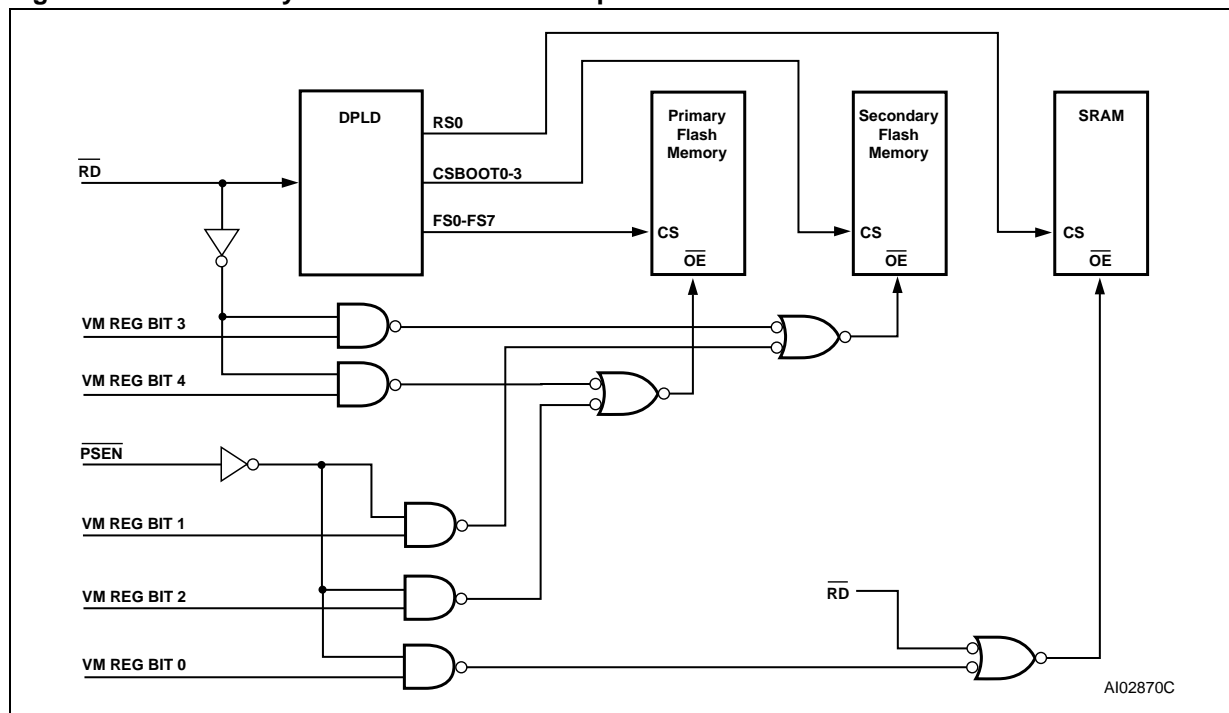 DPLD
RS0
CSBOOT0-3
FS0-FS7
Primary
Flash
Memory
CS
OE
Secondary
Flash
Memory
CS
OE
SRAM
CS
OE
RD
VM REG BIT 3
VM REG BIT 4
PSEN
VM REG BIT 1
VM REG BIT 2
RD
VM REG BIT 0
AI02870C